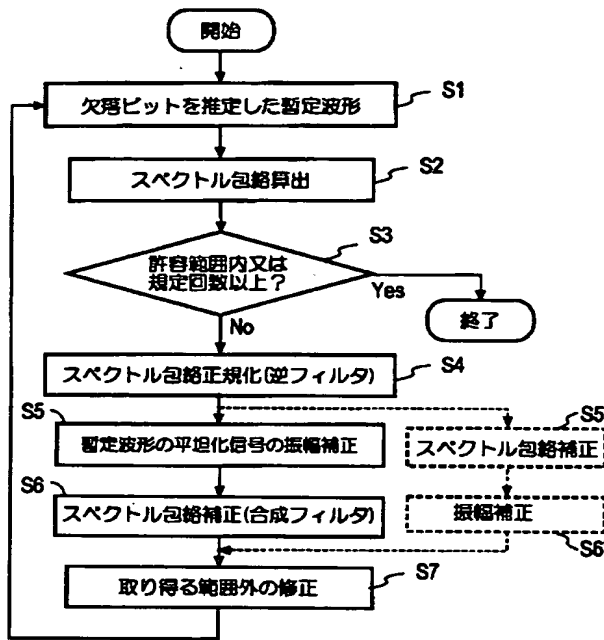 開始
S1
欠落ビットを推定した暫定波形
S2
スペクトル包絡算出
S3
許容範囲内又は
規定回数以上？
Yes
終了
No
S4
スペクトル包絡正規化(逆フィルタ)
S5
暫定波形の平坦化信号の振幅補正
S5
スペクトル包絡補正
S6
スペクトル包絡補正(合成フィルタ)
振幅補正
S6
S7
取り得る範囲外の修正